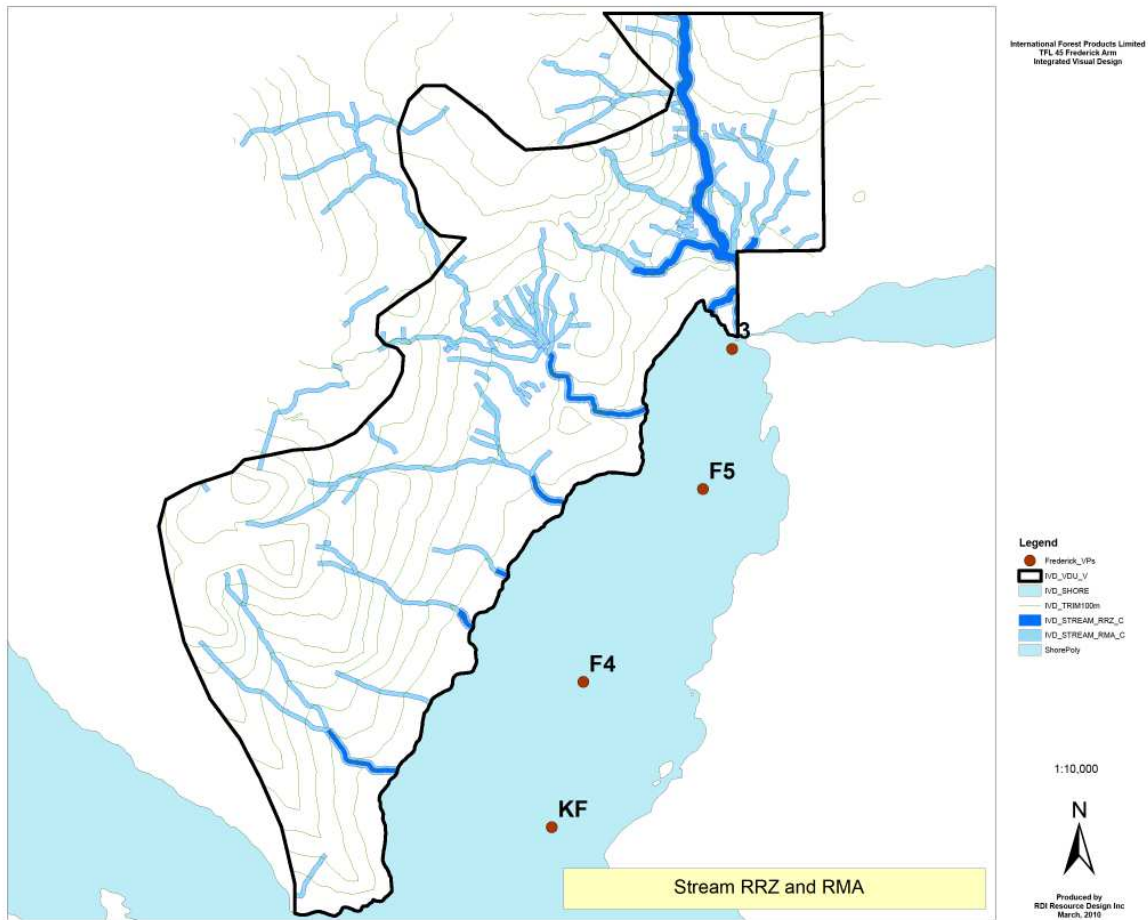 International Forest Products Limited
TFL 45 Frederick Arm
Integrated Visual Design
3
F5
F4
KF
Legend
Frederick_VPs
IVD_VDU_V
IVD_SHORE
IVD_TRIM100m
IVD_STREAM_RRZ_C
IVD_STREAM_RMA_C
ShorePoly
1:10,000
N
Stream RRZ and RMA
Produced by
RDI Resource Design Inc
March, 2010